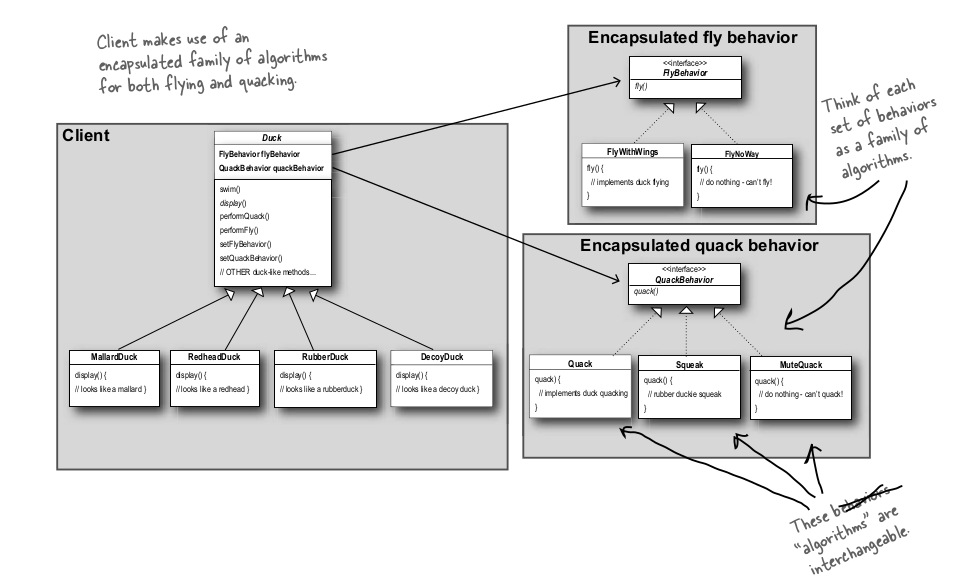 Client makes use of an
encapsulated family of algorithms
for both flying and quacking.
Client
Duck
FlyBehavior flyBehavior
QuackBehavior quackBehavior
swim()
display()
performQuack()
performFly()
setFlyBehavior()
setQuackBehavior()
// OTHER duck-like methods...
MallardDuck
display() {
// looks like a mallard }
RedheadDuck
display() {
// looks like a redhead }
RubberDuck
display() {
// looks like a rubberduck }
DecoyDuck
display() {
// looks like a decoy duck }
Encapsulated fly behavior
<<interface>>
FlyBehavior
fly()
FlyWithWings
fly() {
// implements duck flying
}
FlyNoWay
fly() {
// do nothing - can't fly!
}
Think of each
set of behaviors
as a family of
algorithms.
Encapsulated quack behavior
<<interface>>
QuackBehavior
quack()
Quack
quack) {
// implements duck quacking
}
Squeak
quack() {
// rubber duckie squeak
}
MuteQuack
quack() {
// do nothing - can't quack!
}
These behaviors
“algorithms” are
interchangeable.